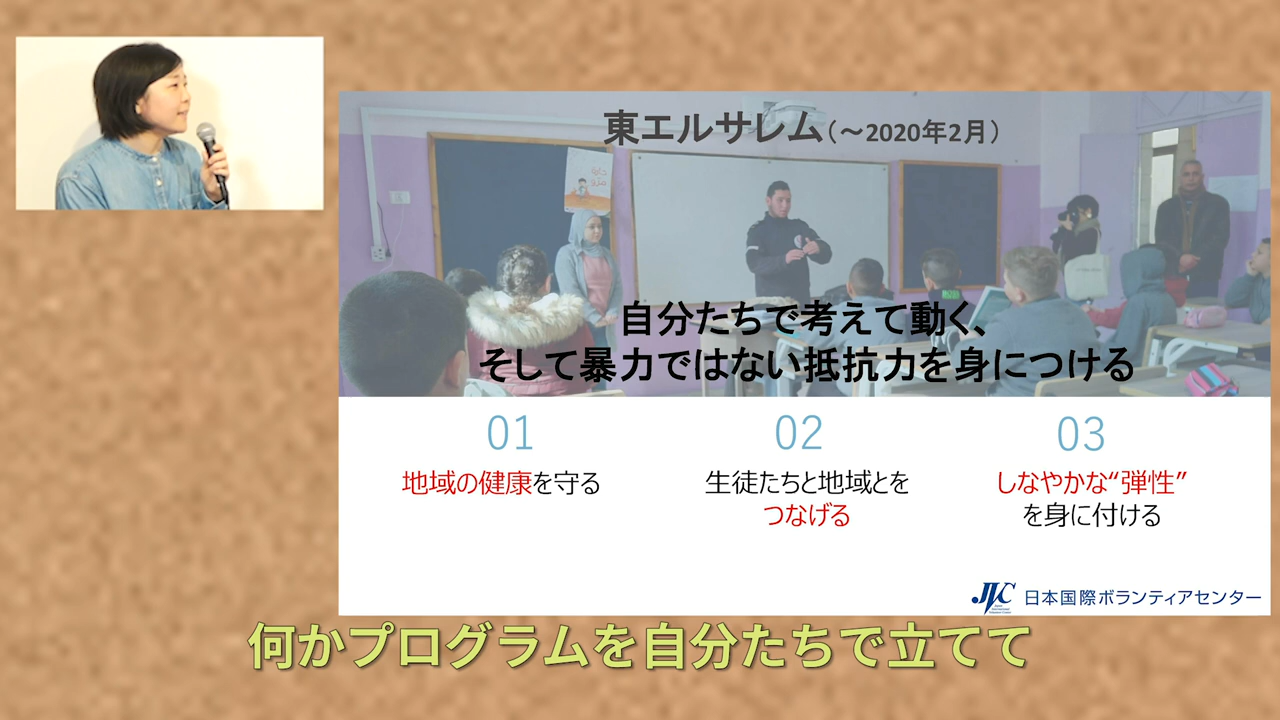 東エルサレム（～2020年2月）
自分たちで考えて動く、
そして暴力ではない抵抗力を身につける
01
地域の健康を守る
02
生徒たちと地域とを
つなげる
03
しなやかな“弾性”
を身に付ける
JVC 日本国際ボランティアセンター
何かプログラムを自分たちで立てて